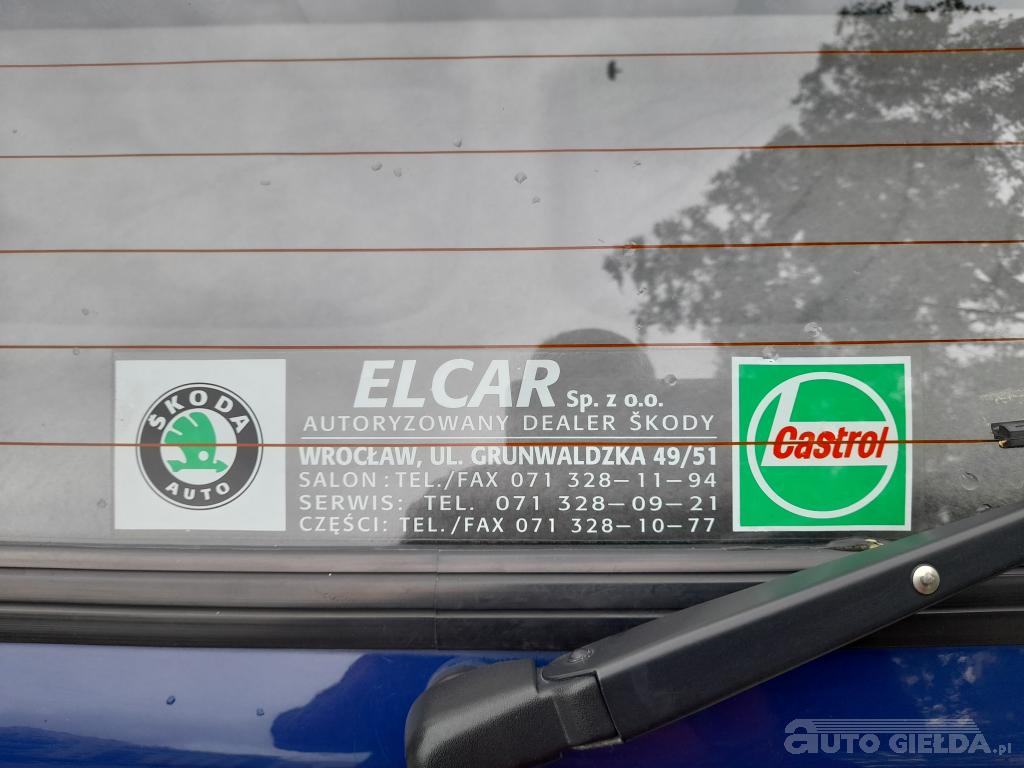 ELCAR Sp. z o.o.
AUTORYZOWANY DEALER ŠKODY
WROCŁAW, UL. GRUNWALDZKA 49/51
SALON: TEL./FAX 071 328-11-94
SERWIS: TEL. 071 328-09-21
CZĘŚCI: TEL./FAX 071 328-10-77
ŠKODA
AUTO
Castrol
AUTO GIEŁDA.pl